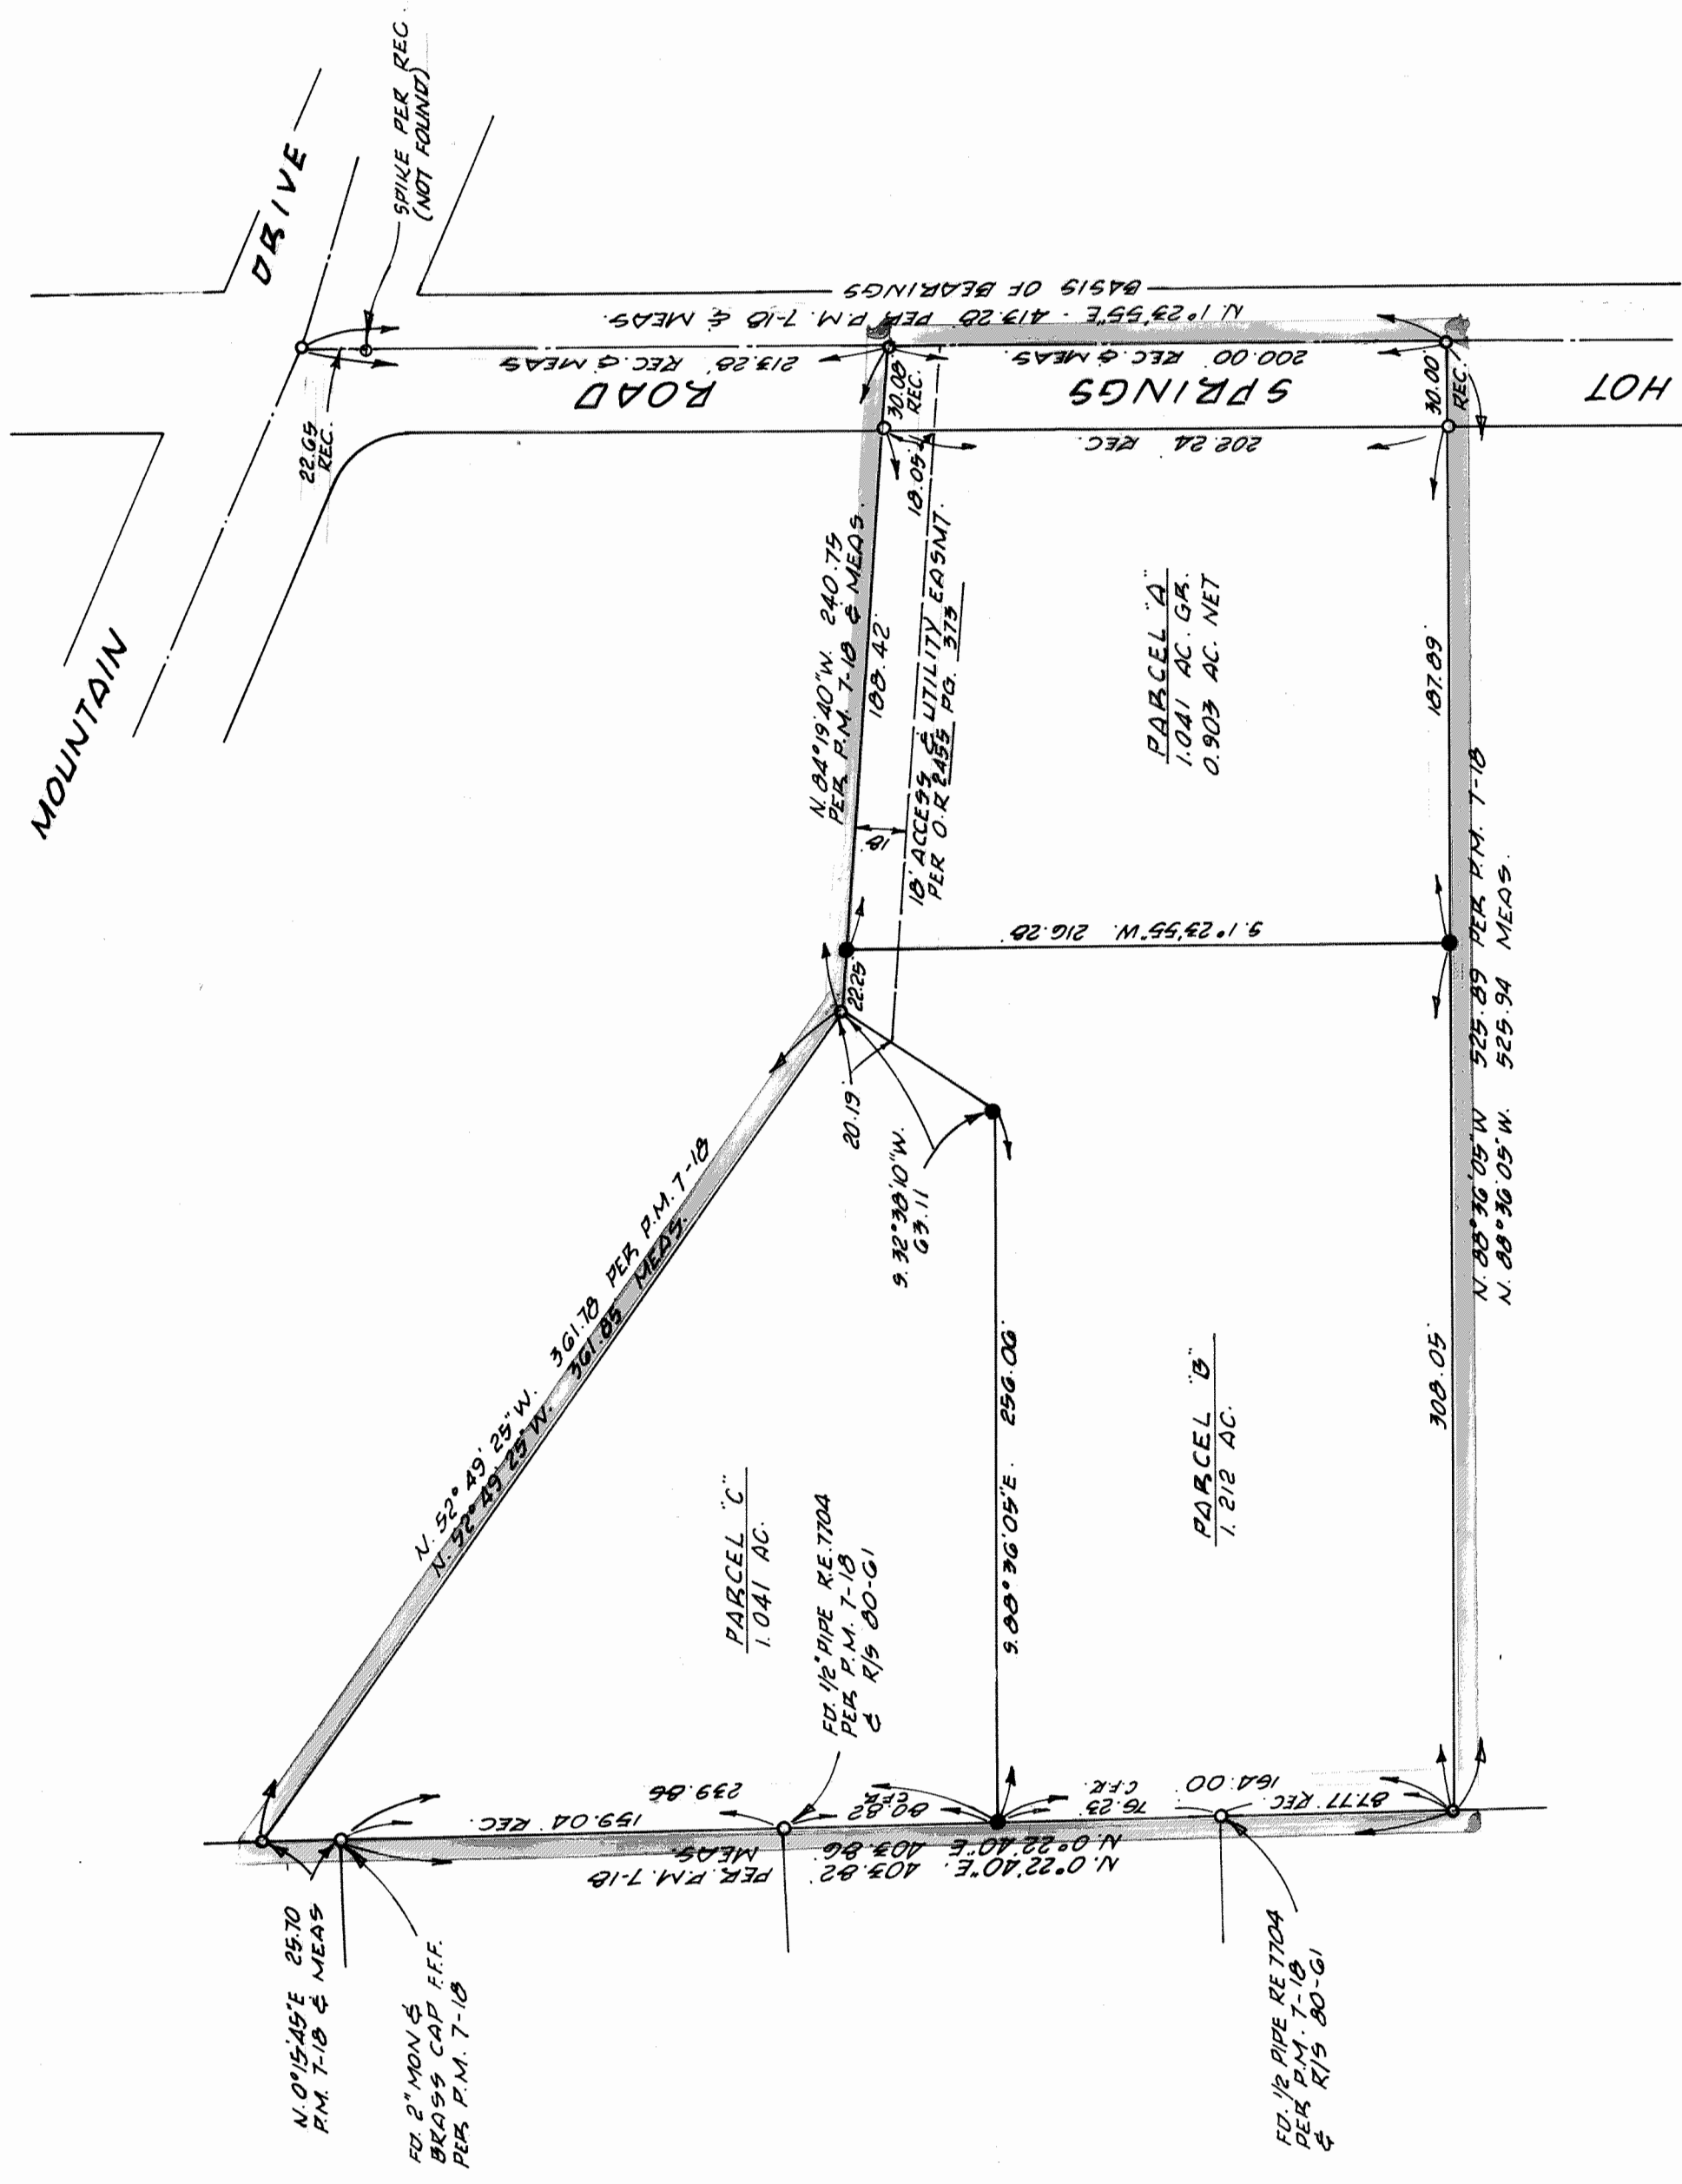 MOUNTAIN
DRIVE
SPIKE PER REC.
(NOT FOUND)
22.65
REC.
BASIS OF BEARINGS
N. 1° 23' 55" E - 413.28' PER P.M. 7-18 & MEAS.
213.28' REC. & MEAS
200.00' REC. & MEAS.
HOT
SPRINGS
ROAD
30.08
REC.
30.00'
REC.
202.24 REC.
18.05'
N. 84° 19' 40" W. 240.75
PER P.M. 7-18 & MEAS.
188.42'
18'
18' ACCESS & UTILITY EASMT.
PER O.R. 2455 PG. 373
PARCEL "A"
1.041 AC. GR.
0.903 AC. NET
187.89'
S. 1° 23' 55" W. 216.28'
22.25'
20.19'
S. 32° 38' 10" W.
63.11
N. 88° 36' 05" W 525.89 PER P.M. 7-18
N. 88° 36' 05" W. 525.94 MEAS.
N. 52° 49' 25" W. 361.78 PER P.M. 7-18
N. 52° 49' 25" W. 361.85' MEAS.
S. 88° 36' 05" E. 256.06'
308.05'
PARCEL "B"
1.212 AC.
PARCEL "C"
1.041 AC.
FD. 1/2" PIPE R.E. 7704
PER P.M. 7-18
& R/S 80-61
239.86
159.04 REC.
80.82
CFR
76.23'
CFR.
164.00'
87.77 REC.
N. 0° 22' 40" E 403.86' MEAS.
N. 0° 22' 40" E. 403.82' PER P.M. 7-18
N. 0° 15' 45" E 25.70
P.M. 7-18 & MEAS
FD. 2" MON &
BRASS CAP F.F.F.
PER P.M. 7-18
FD. 1/2 PIPE RE 7704
PER P.M. 7-18
& R/S 80-61